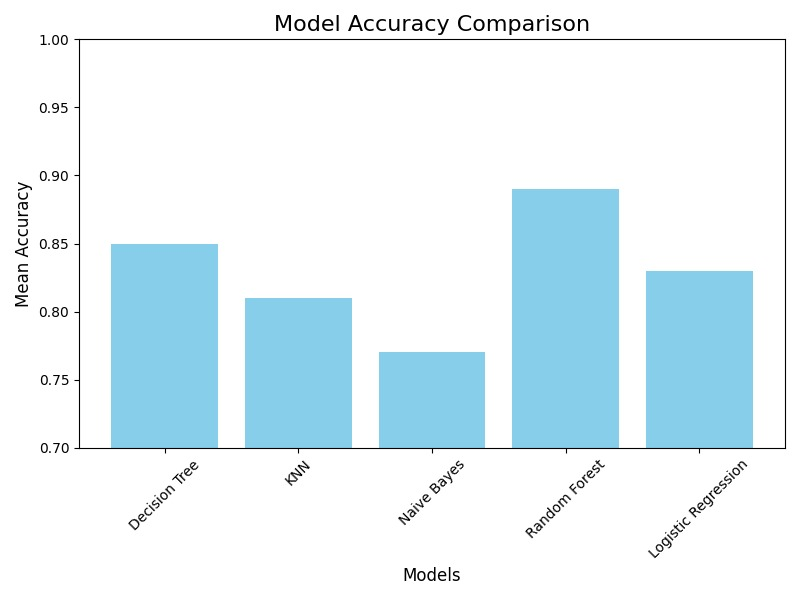 Model Accuracy Comparison
Mean Accuracy
1.00
0.95
0.90
0.85
0.80
0.75
0.70
Decision Tree
KNN
Naive Bayes
Random Forest
Logistic Regression
Models